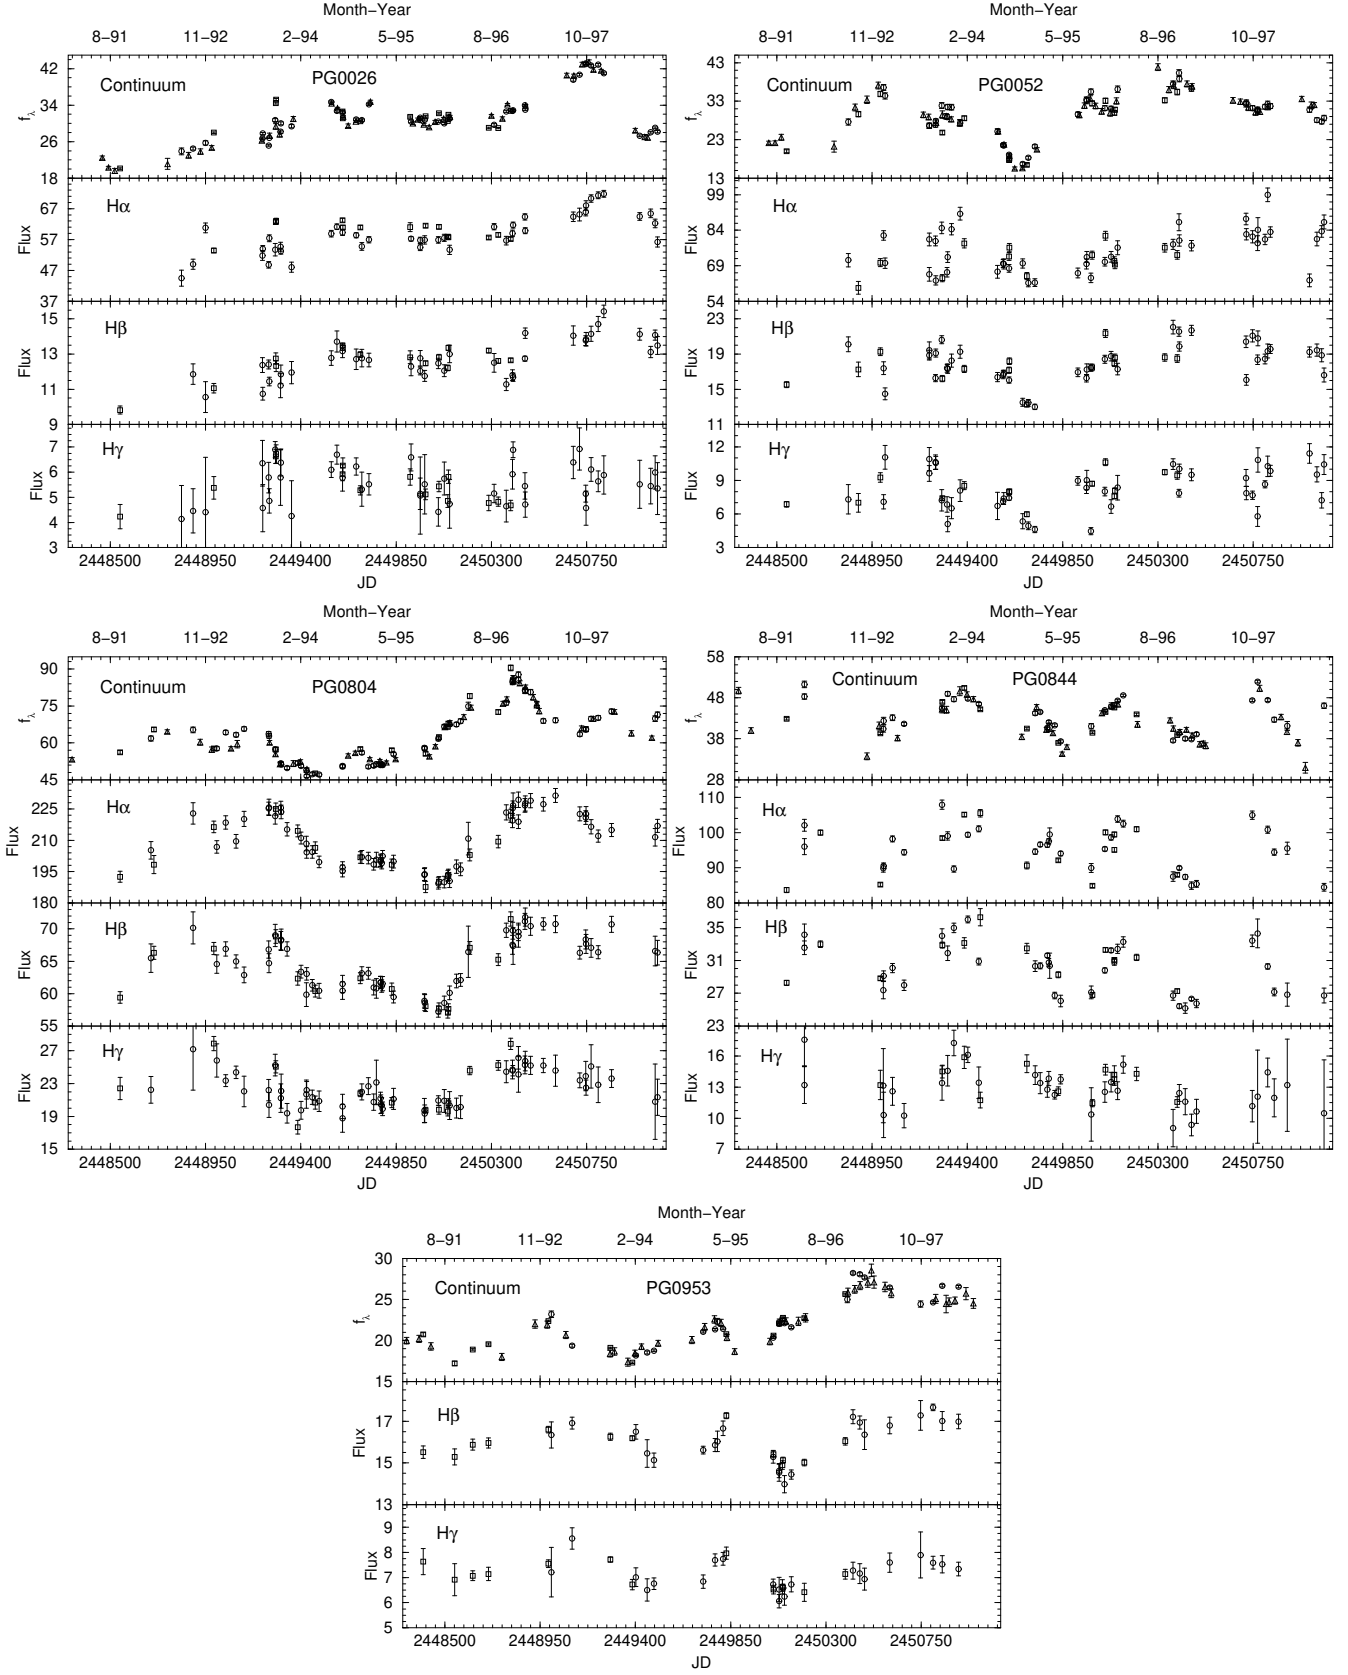 Month−Year
8−91 11−92 2−94 5−95 8−96 10−97
Continuum PG0026
fλ
42
34
26
18
Hα
Flux
67
57
47
37
Hβ
Flux
15
13
11
9
Hγ
Flux
7
6
5
4
3
2448500 2448950 2449400 2449850 2450300 2450750
JD
Month−Year
8−91 11−92 2−94 5−95 8−96 10−97
Continuum PG0052
fλ
43
33
23
13
Hα
Flux
99
84
69
54
Hβ
Flux
23
19
15
11
Hγ
Flux
12
9
6
3
2448500 2448950 2449400 2449850 2450300 2450750
JD
Month−Year
8−91 11−92 2−94 5−95 8−96 10−97
Continuum PG0804
fλ
90
75
60
45
Hα
Flux
225
210
195
180
Hβ
Flux
70
65
60
55
Hγ
Flux
27
23
19
15
2448500 2448950 2449400 2449850 2450300 2450750
JD
Month−Year
8−91 11−92 2−94 5−95 8−96 10−97
Continuum PG0844
fλ
58
48
38
28
Hα
Flux
110
100
90
80
Hβ
Flux
35
31
27
23
Hγ
Flux
16
13
10
7
2448500 2448950 2449400 2449850 2450300 2450750
JD
Month−Year
8−91 11−92 2−94 5−95 8−96 10−97
Continuum PG0953
fλ
30
25
20
15
Hβ
Flux
17
15
13
Hγ
Flux
9
8
7
6
5
2448500 2448950 2449400 2449850 2450300 2450750
JD